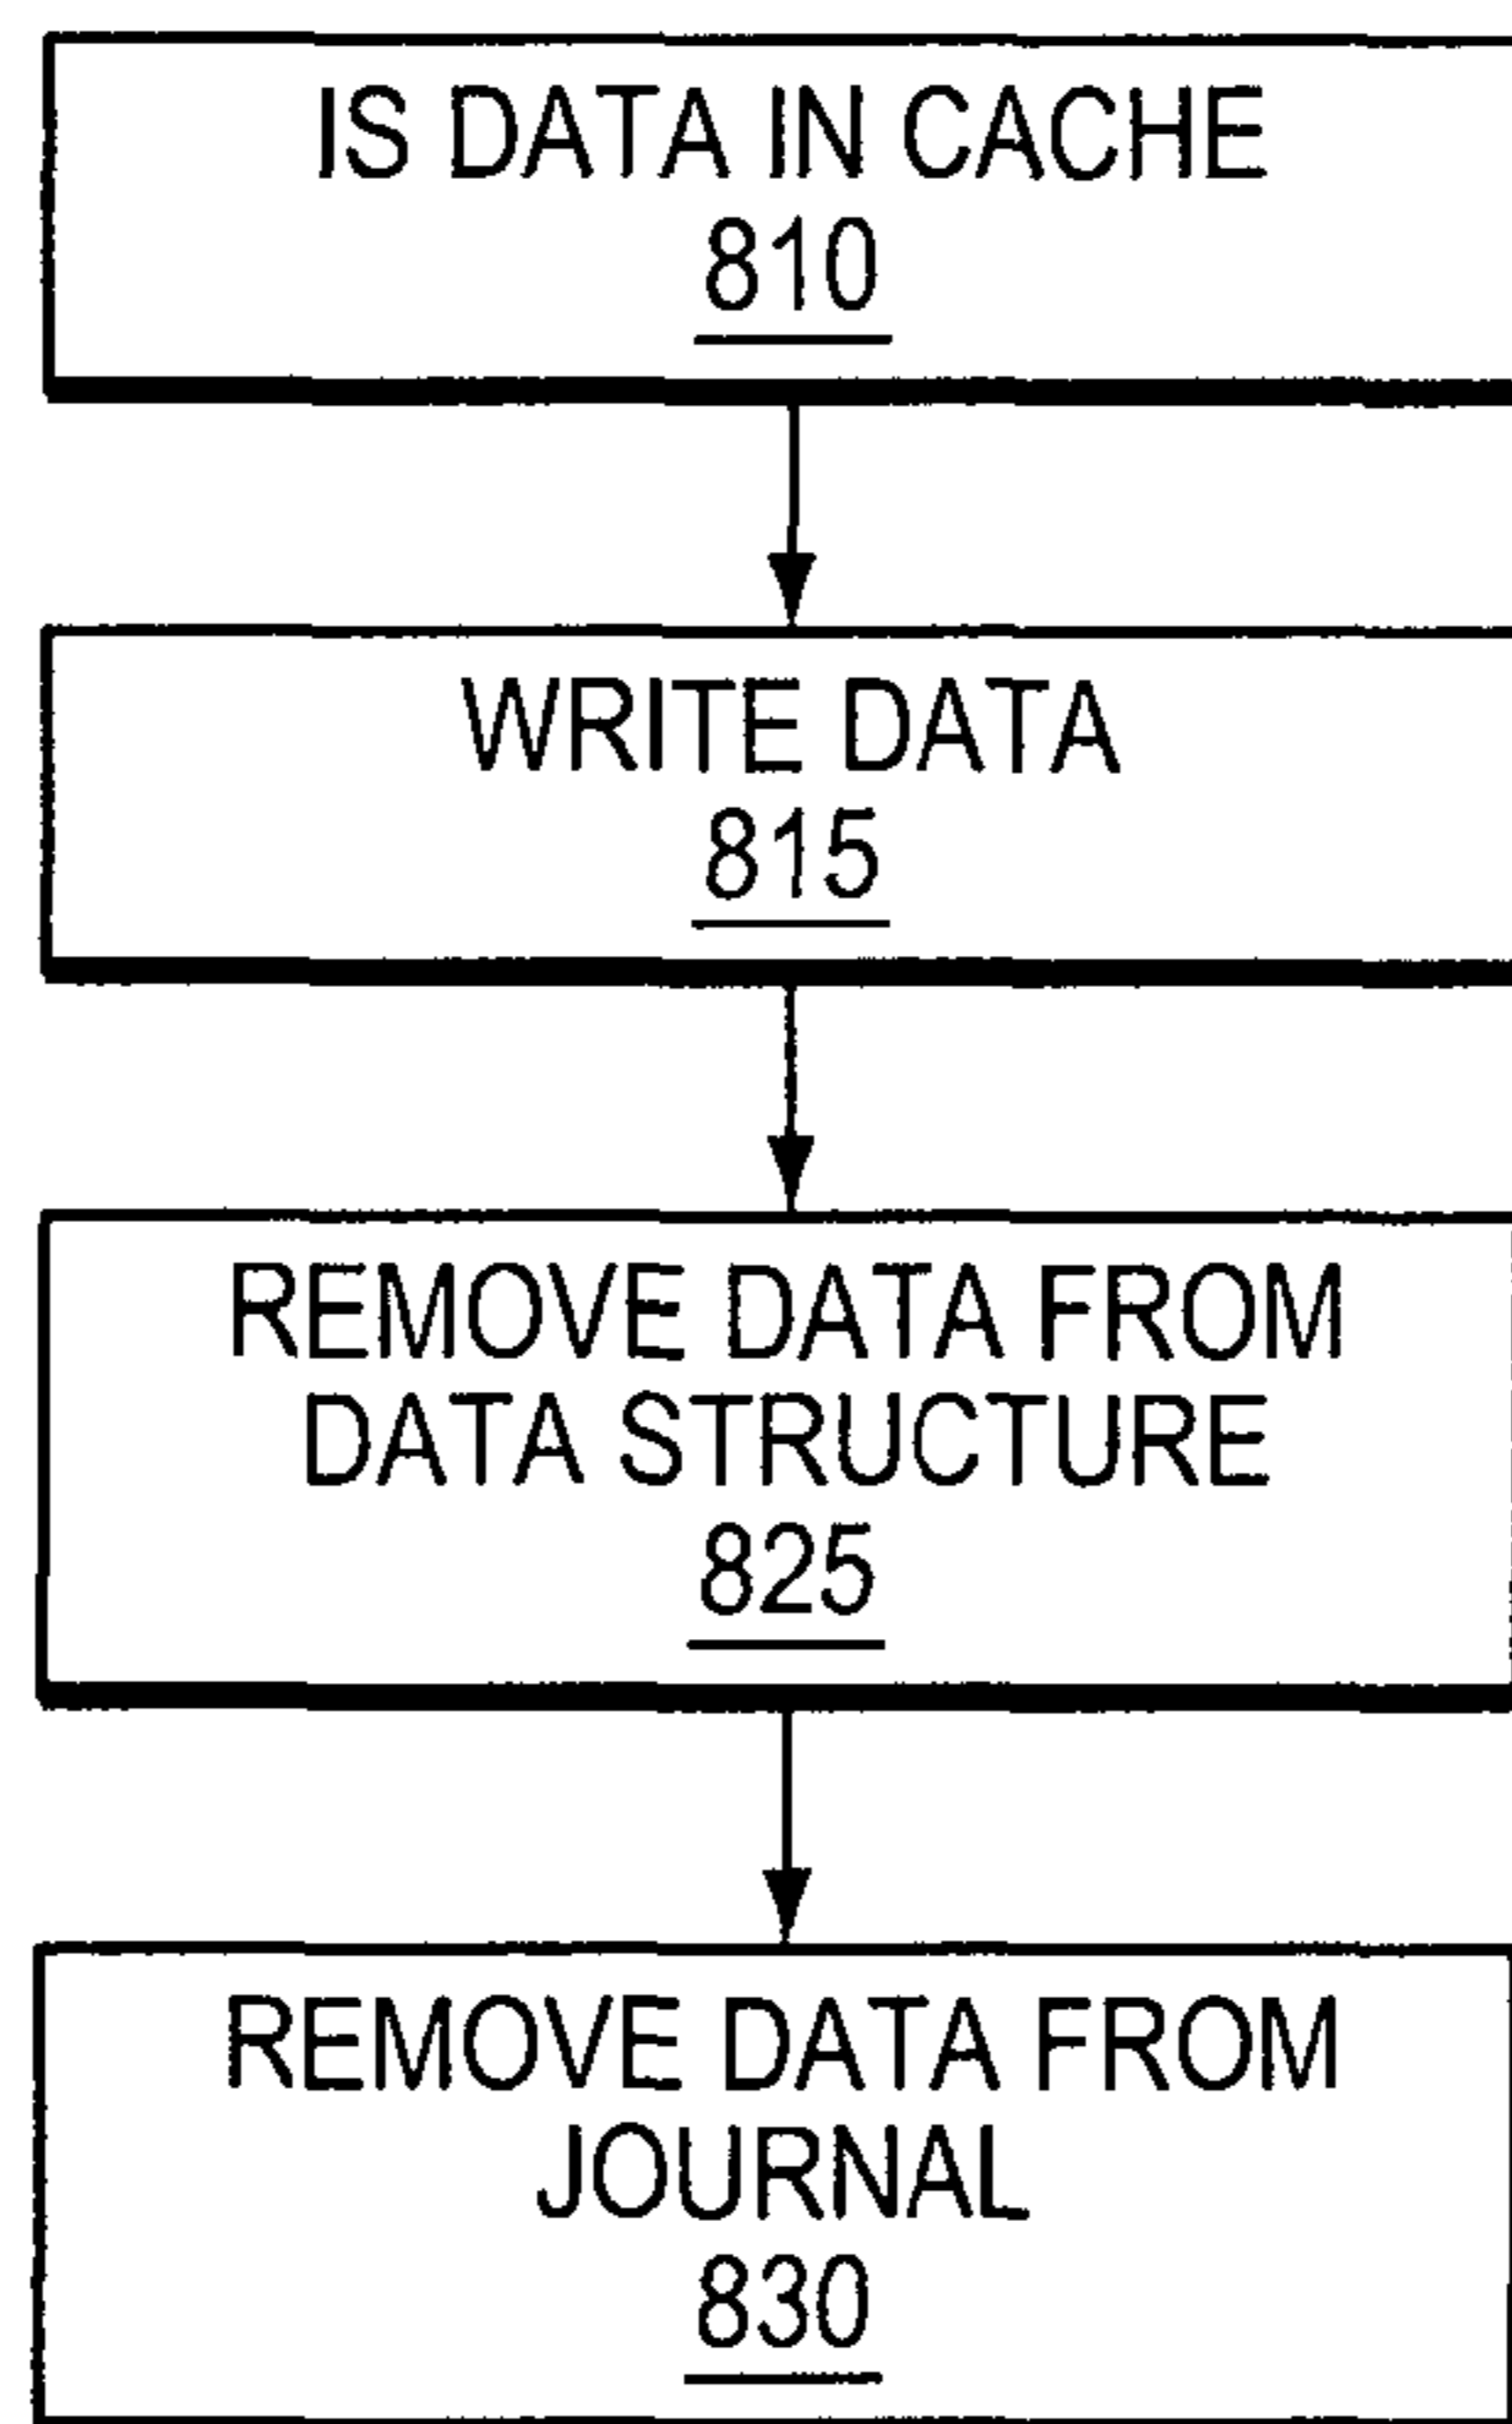 IS DATA IN CACHE
810
WRITE DATA
815
REMOVE DATA FROM
DATA STRUCTURE
825
REMOVE DATA FROM
JOURNAL
830